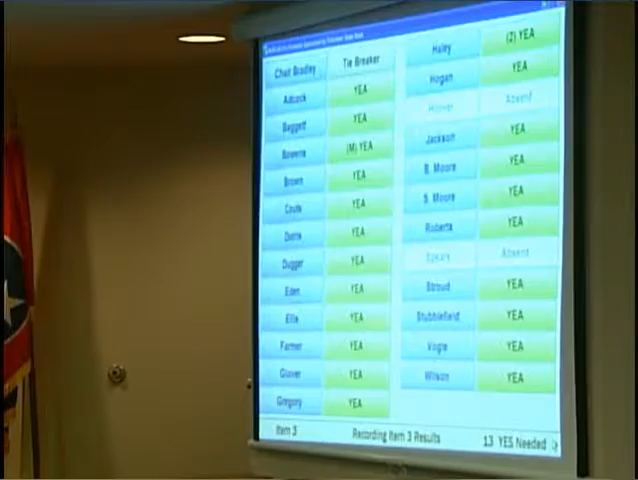 Chair Bradley Tie Breaker
Adcock YEA
Baggett YEA
Bowens (M) YEA
Brown YEA
Couts YEA
Dorris YEA
Dugger YEA
Eden YEA
Ellis YEA
Farmer YEA
Glover YEA
Gregory YEA
Haley (2) YEA
Hogan YEA
Absent
Jackson YEA
B. Moore YEA
S. Moore YEA
Roberts YEA
Absent
Stroud YEA
Stubblefield YEA
Vogle YEA
Wilson YEA
Item 3 Recording Item 3 Results 13 YES Needed